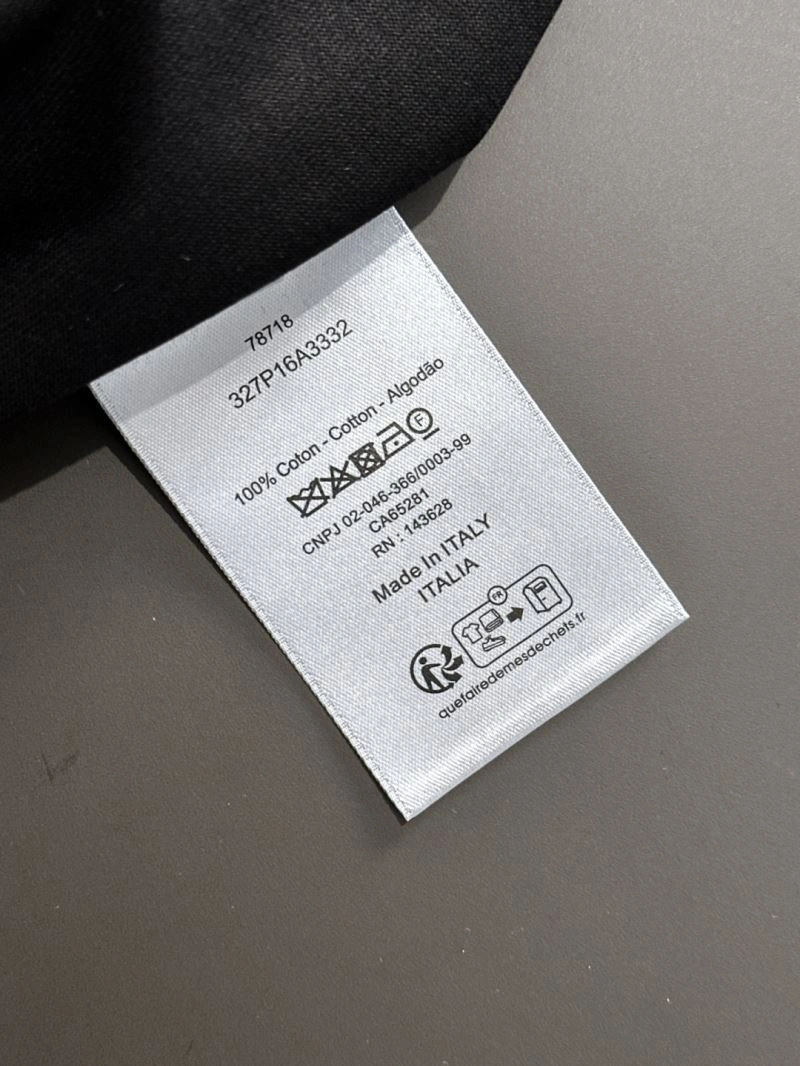 78718
327P16A3332
100% Coton - Cotton - Algodão
F
CNPJ 02-046-366/0003-99
CA65281
RN : 143628
Made In ITALY
ITALIA
FR
quefairedemesdechets.fr